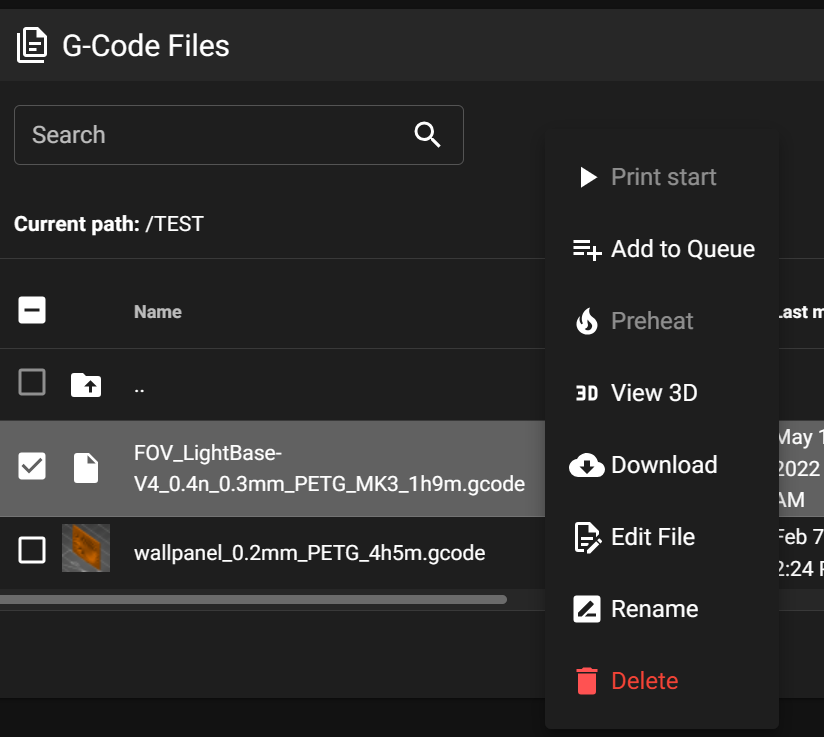 G-Code Files
Search
Current path: /TEST
Name
Last m
..
FOV_LightBase-
V4_0.4n_0.3mm_PETG_MK3_1h9m.gcode
May 1
2022
AM
wallpanel_0.2mm_PETG_4h5m.gcode
Feb 7
2:24 P
Print start
Add to Queue
Preheat
3D View 3D
Download
Edit File
Rename
Delete